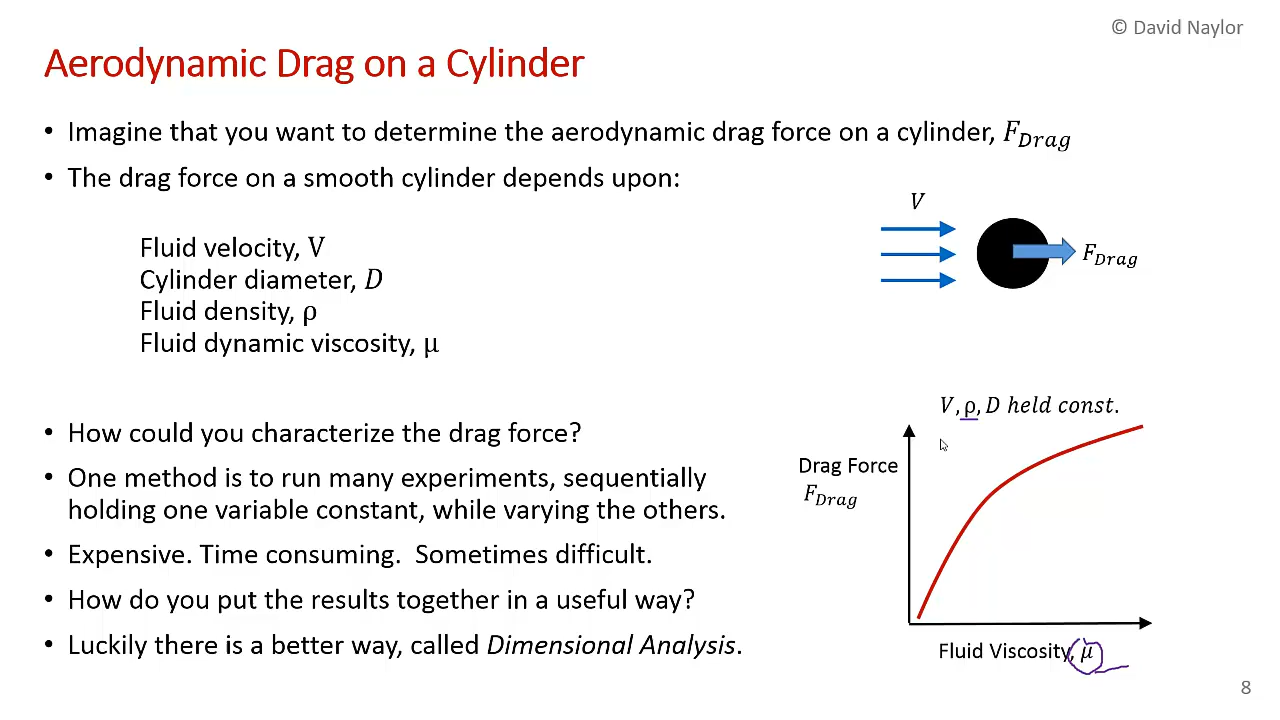 © David Naylor
Aerodynamic Drag on a Cylinder
• Imagine that you want to determine the aerodynamic drag force on a cylinder, F_Drag
• The drag force on a smooth cylinder depends upon:
Fluid velocity, V
Cylinder diameter, D
Fluid density, ρ
Fluid dynamic viscosity, μ
V
F_Drag
• How could you characterize the drag force?
• One method is to run many experiments, sequentially
holding one variable constant, while varying the others.
• Expensive. Time consuming. Sometimes difficult.
• How do you put the results together in a useful way?
• Luckily there is a better way, called Dimensional Analysis.
V, ρ, D held const.
Drag Force
F_Drag
Fluid Viscosity, μ
8